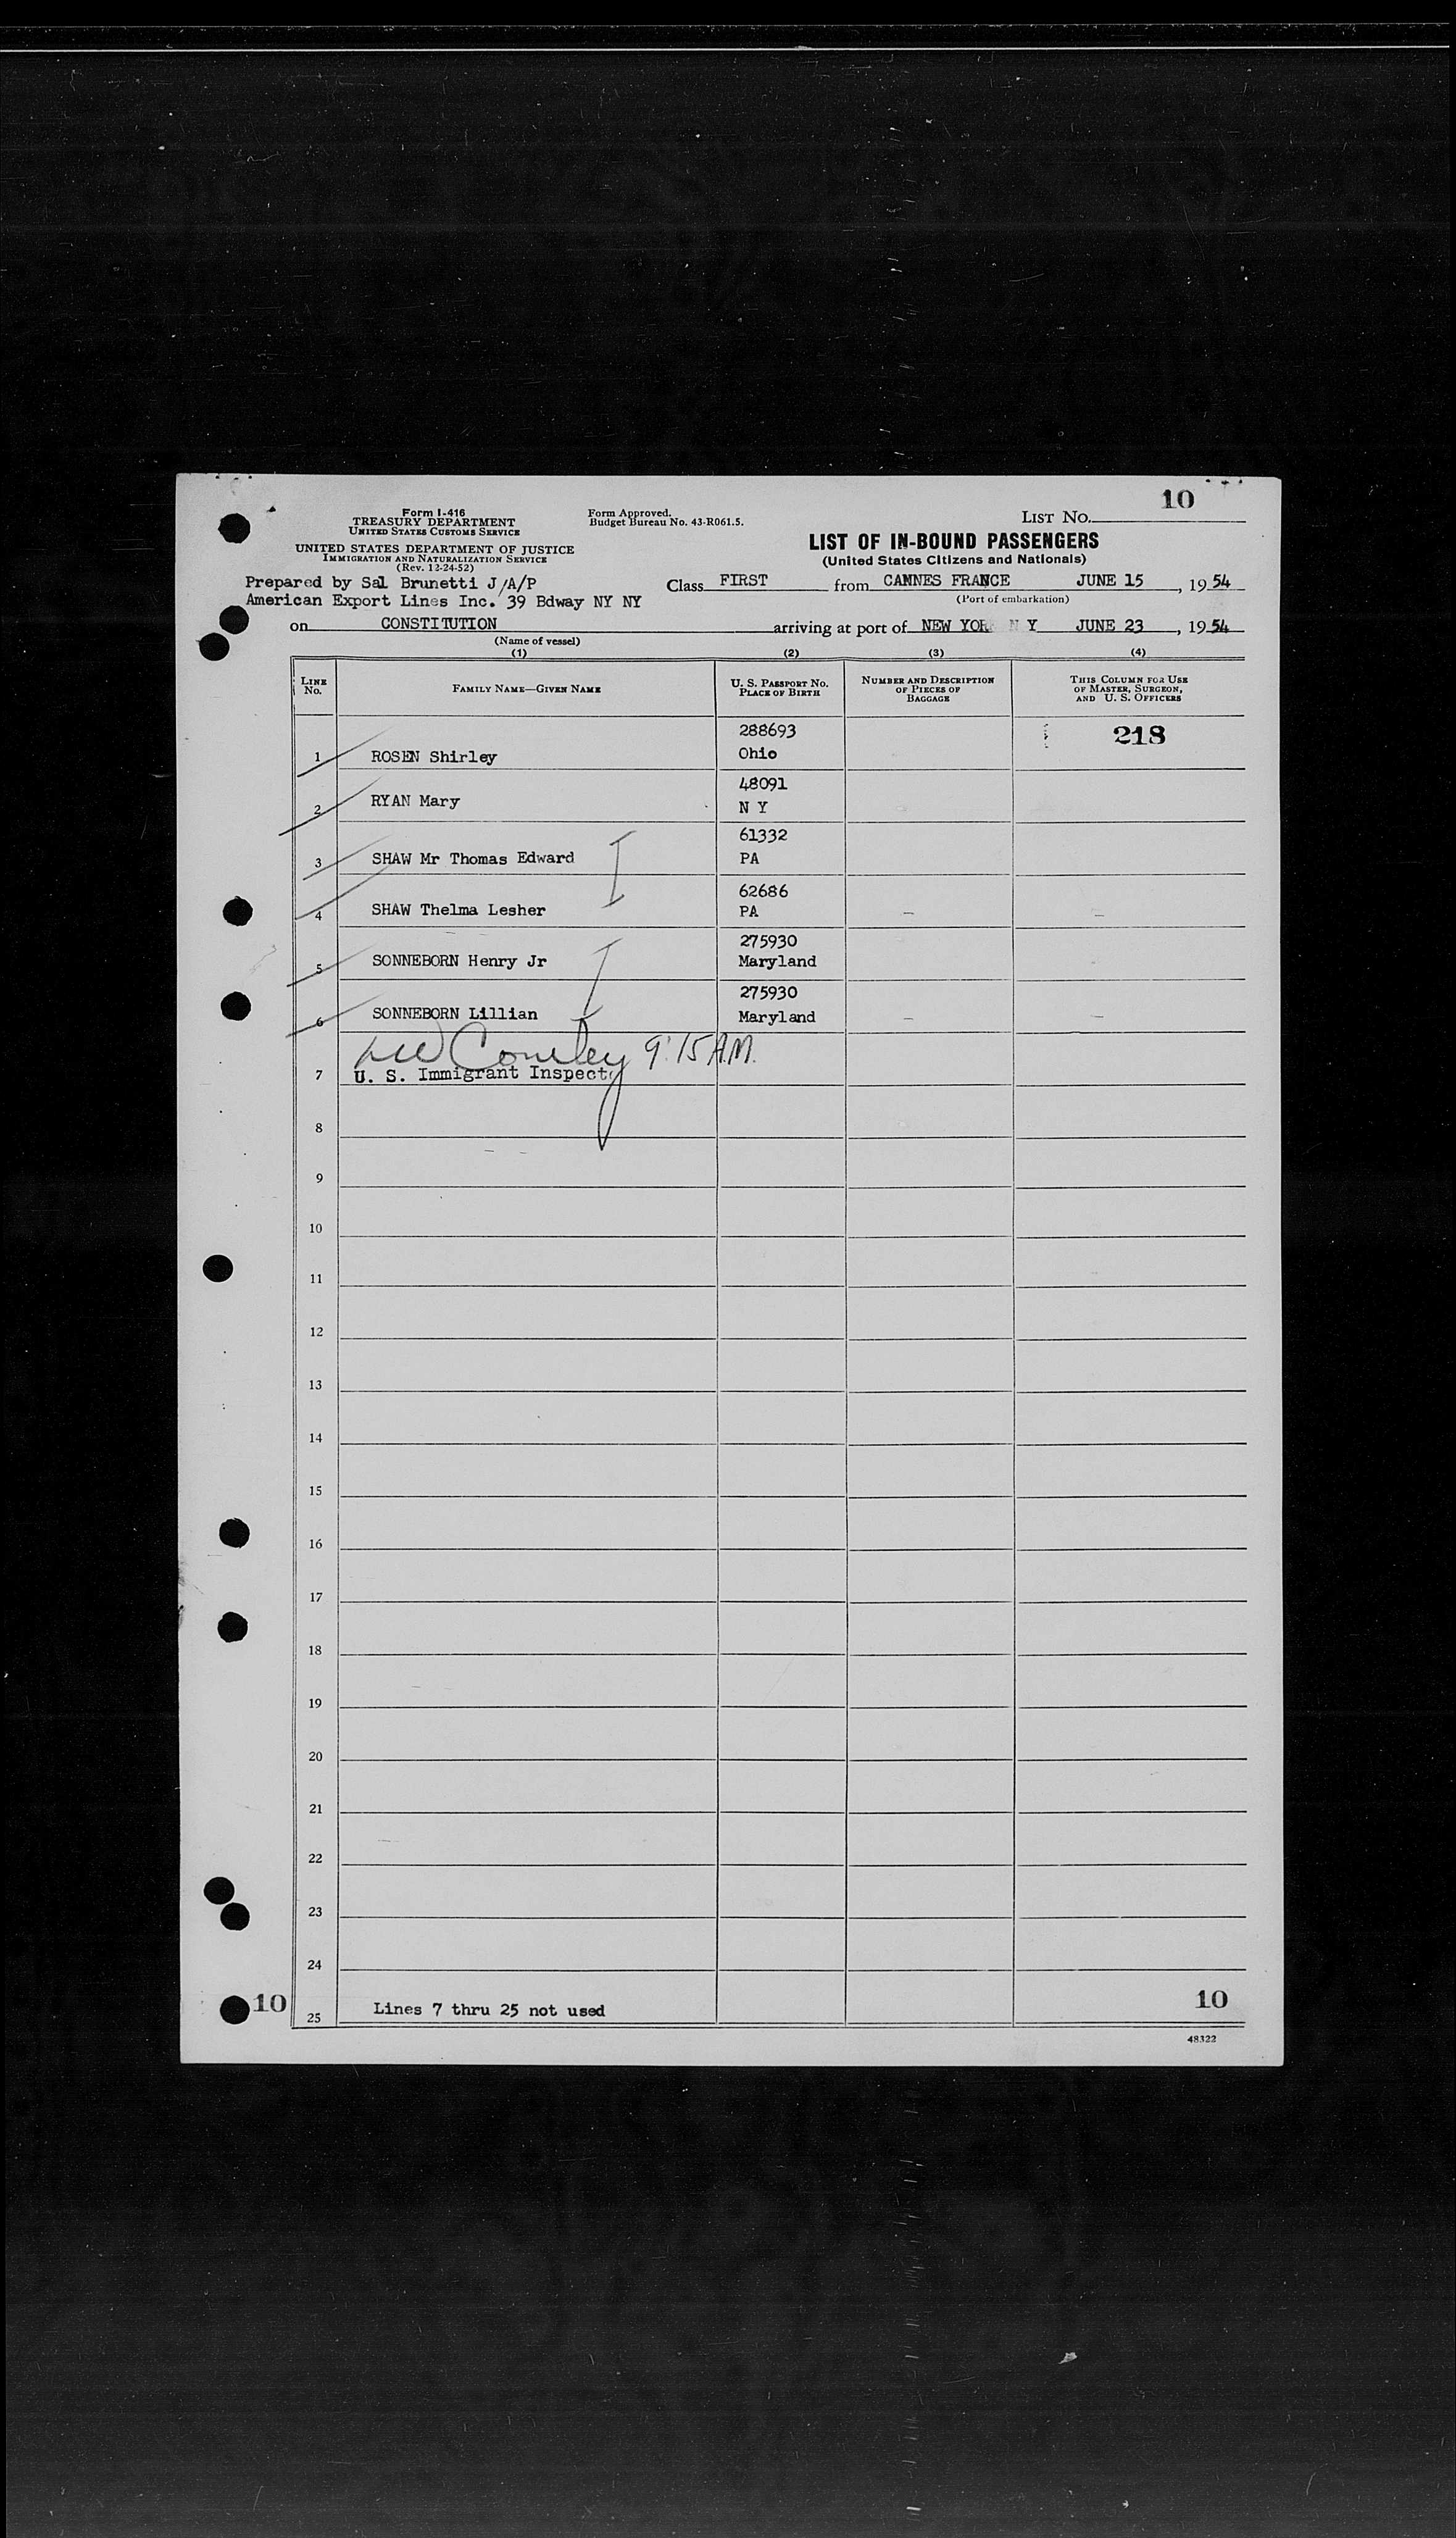 10
Form I-416
TREASURY DEPARTMENT
UNITED STATES CUSTOMS SERVICE
UNITED STATES DEPARTMENT OF JUSTICE
IMMIGRATION AND NATURALIZATION SERVICE
(Rev. 12-24-52)
Form Approved.
Budget Bureau No. 43-R061.5.
LIST NO.
LIST OF IN-BOUND PASSENGERS
(United States Citizens and Nationals)
Prepared by Sal Brunetti J/A/P
American Export Lines Inc. 39 Bdway NY NY
Class FIRST from CANNES FRANCE JUNE 15, 1954
(Port of embarkation)
on CONSTITUTION arriving at port of NEW YOR N Y JUNE 23, 1954
(Name of vessel)
(1) (2) (3) (4)
LINE No. FAMILY NAME—GIVEN NAME U. S. PASSPORT NO. PLACE OF BIRTH NUMBER AND DESCRIPTION OF PIECES OF BAGGAGE THIS COLUMN FOR USE OF MASTER, SURGEON, AND U. S. OFFICERS
288693 218
1 ROSEN Shirley Ohio
48091
2 RYAN Mary N Y
61332
3 SHAW Mr Thomas Edward PA
62686
4 SHAW Thelma Lesher PA
275930
5 SONNEBORN Henry Jr Maryland
275930
6 SONNEBORN Lillian Maryland
9:15 A.M.
7 U. S. Immigrant Inspect
8
9
10
11
12
13
14
15
16
17
18
19
20
21
22
23
24
10 25 Lines 7 thru 25 not used 10
48322